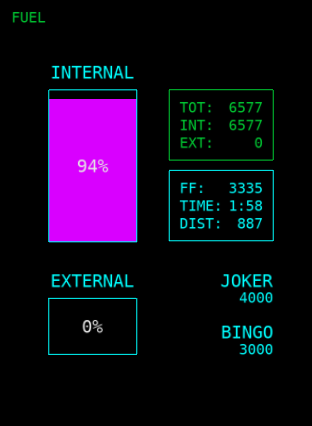 FUEL
INTERNAL
94%
TOT: 6577
INT: 6577
EXT: 0
FF: 3335
TIME: 1:58
DIST: 887
EXTERNAL
0%
JOKER
4000
BINGO
3000